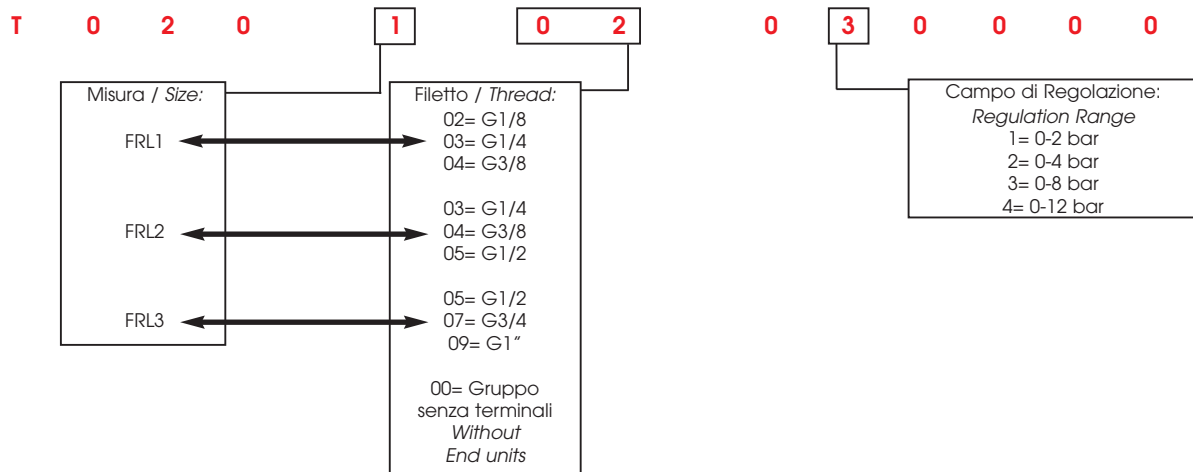 T 0 2 0 1 0 2 0 3 0 0 0 0
Misura / Size:
FRL1
FRL2
FRL3
Filetto / Thread:
02= G1/8
03= G1/4
04= G3/8
03= G1/4
04= G3/8
05= G1/2
05= G1/2
07= G3/4
09= G1”
00= Gruppo
senza terminali
Without
End units
Campo di Regolazione:
Regulation Range
1= 0-2 bar
2= 0-4 bar
3= 0-8 bar
4= 0-12 bar